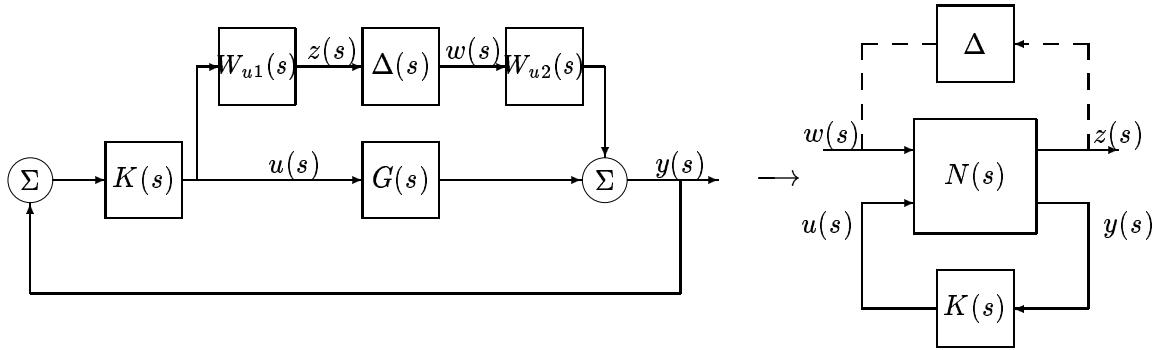 W_{u1}(s)
z(s)
Δ(s)
w(s)
W_{u2}(s)
Σ
K(s)
u(s)
G(s)
Σ
y(s)
→
Δ
w(s)
z(s)
N(s)
u(s)
y(s)
K(s)